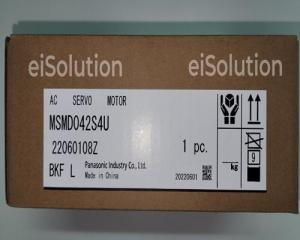 eiSolution eiSolution
AC SERVO MOTOR
MSMD042S4U
22060108Z 1 pc.
BKF L Panasonic Industry Co., Ltd.
Made in China 20220601 kg 9